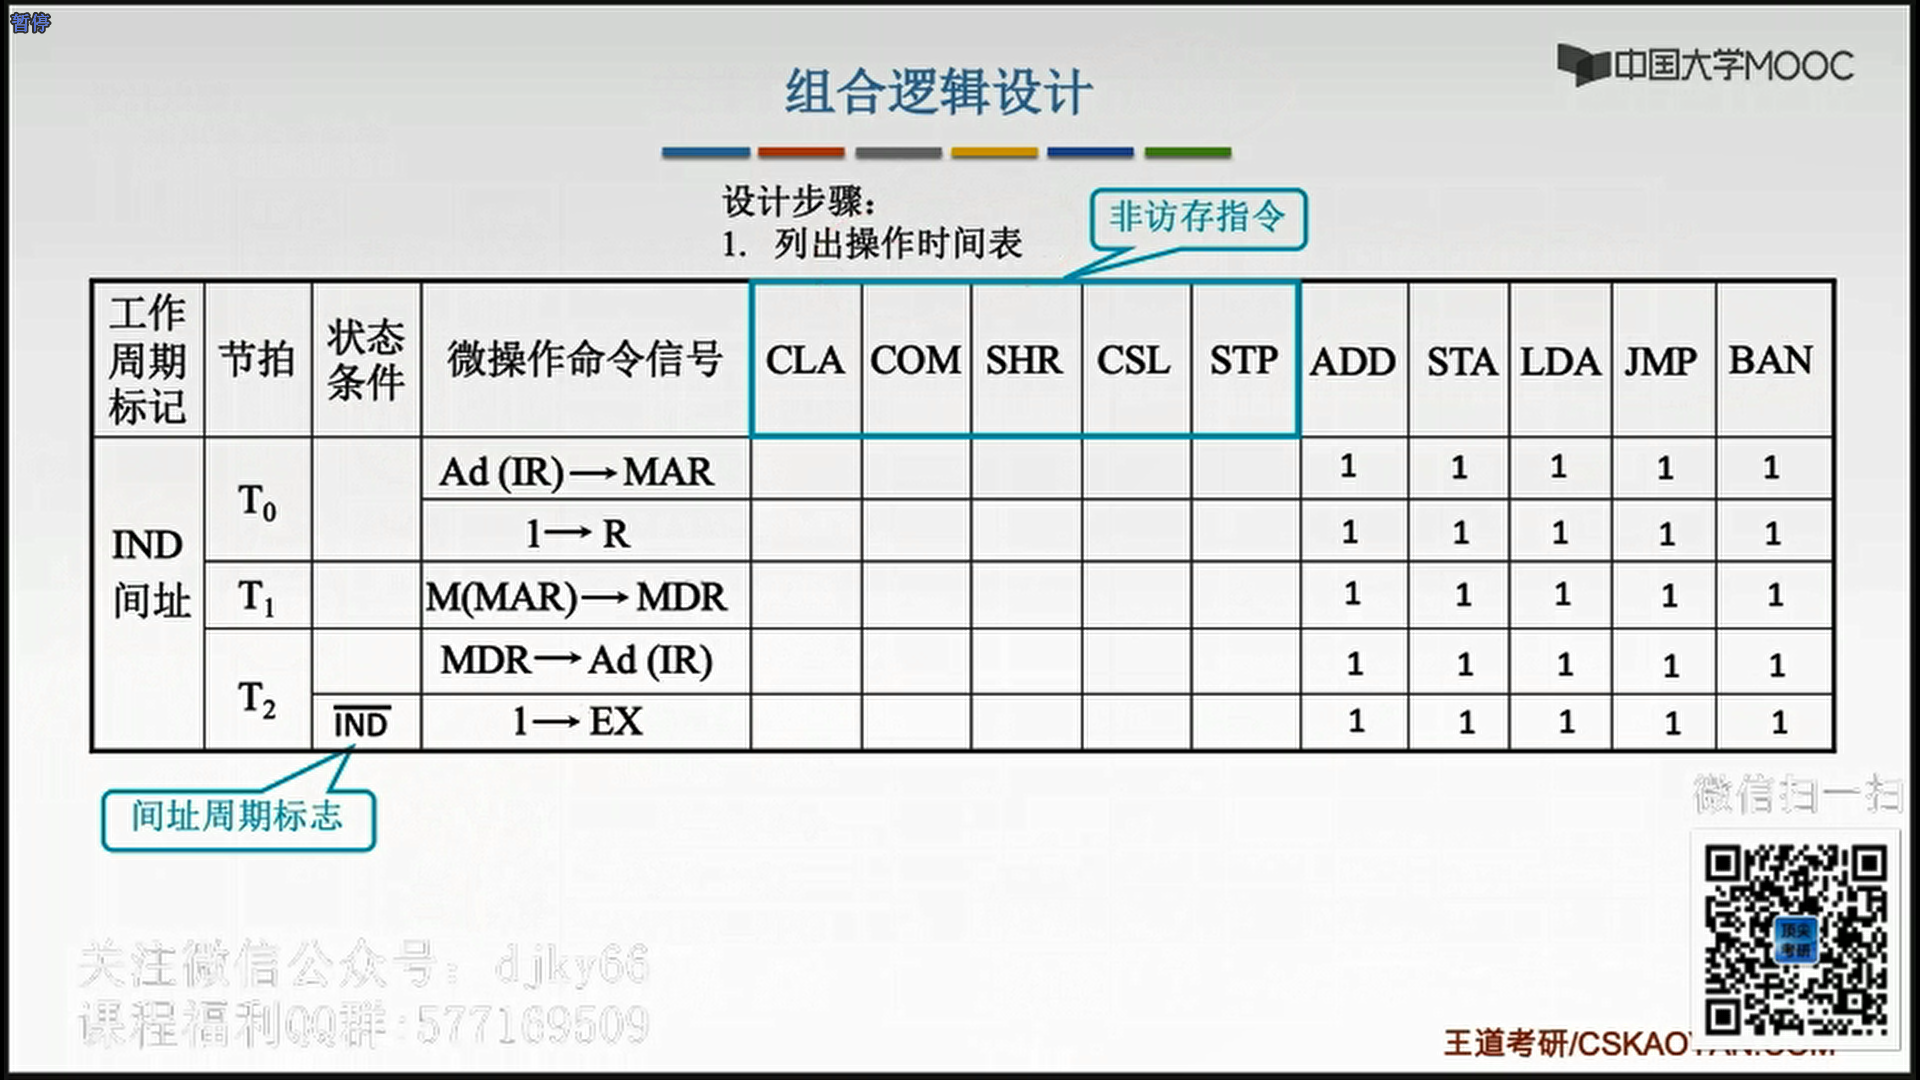 暂停
中国大学MOOC
组合逻辑设计
设计步骤：
1. 列出操作时间表
非访存指令
工作周期标记 节拍 状态条件 微操作命令信号 CLA COM SHR CSL STP ADD STA LDA JMP BAN
IND 间址 T₀ Ad (IR)→MAR 1 1 1 1 1
1→ R 1 1 1 1 1
T₁ M(MAR)→MDR 1 1 1 1 1
T₂ MDR→Ad (IR) 1 1 1 1 1
I̅N̅D̅ 1→ EX 1 1 1 1 1
间址周期标志
微信扫一扫
顶尖
考研
关注微信公众号：djky66
课程福利QQ群:577169509
王道考研/CSKAOYAN.COM